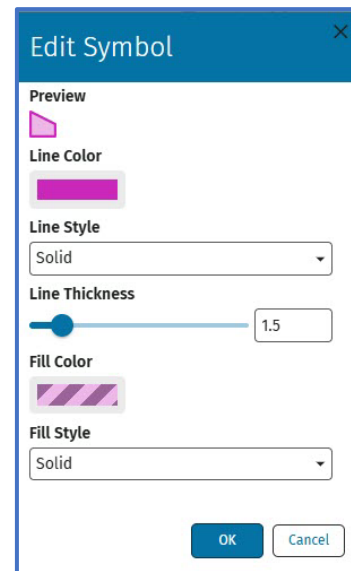 Edit Symbol
Preview
Line Color
Line Style
Solid
Line Thickness
1.5
Fill Color
Fill Style
Solid
OK Cancel